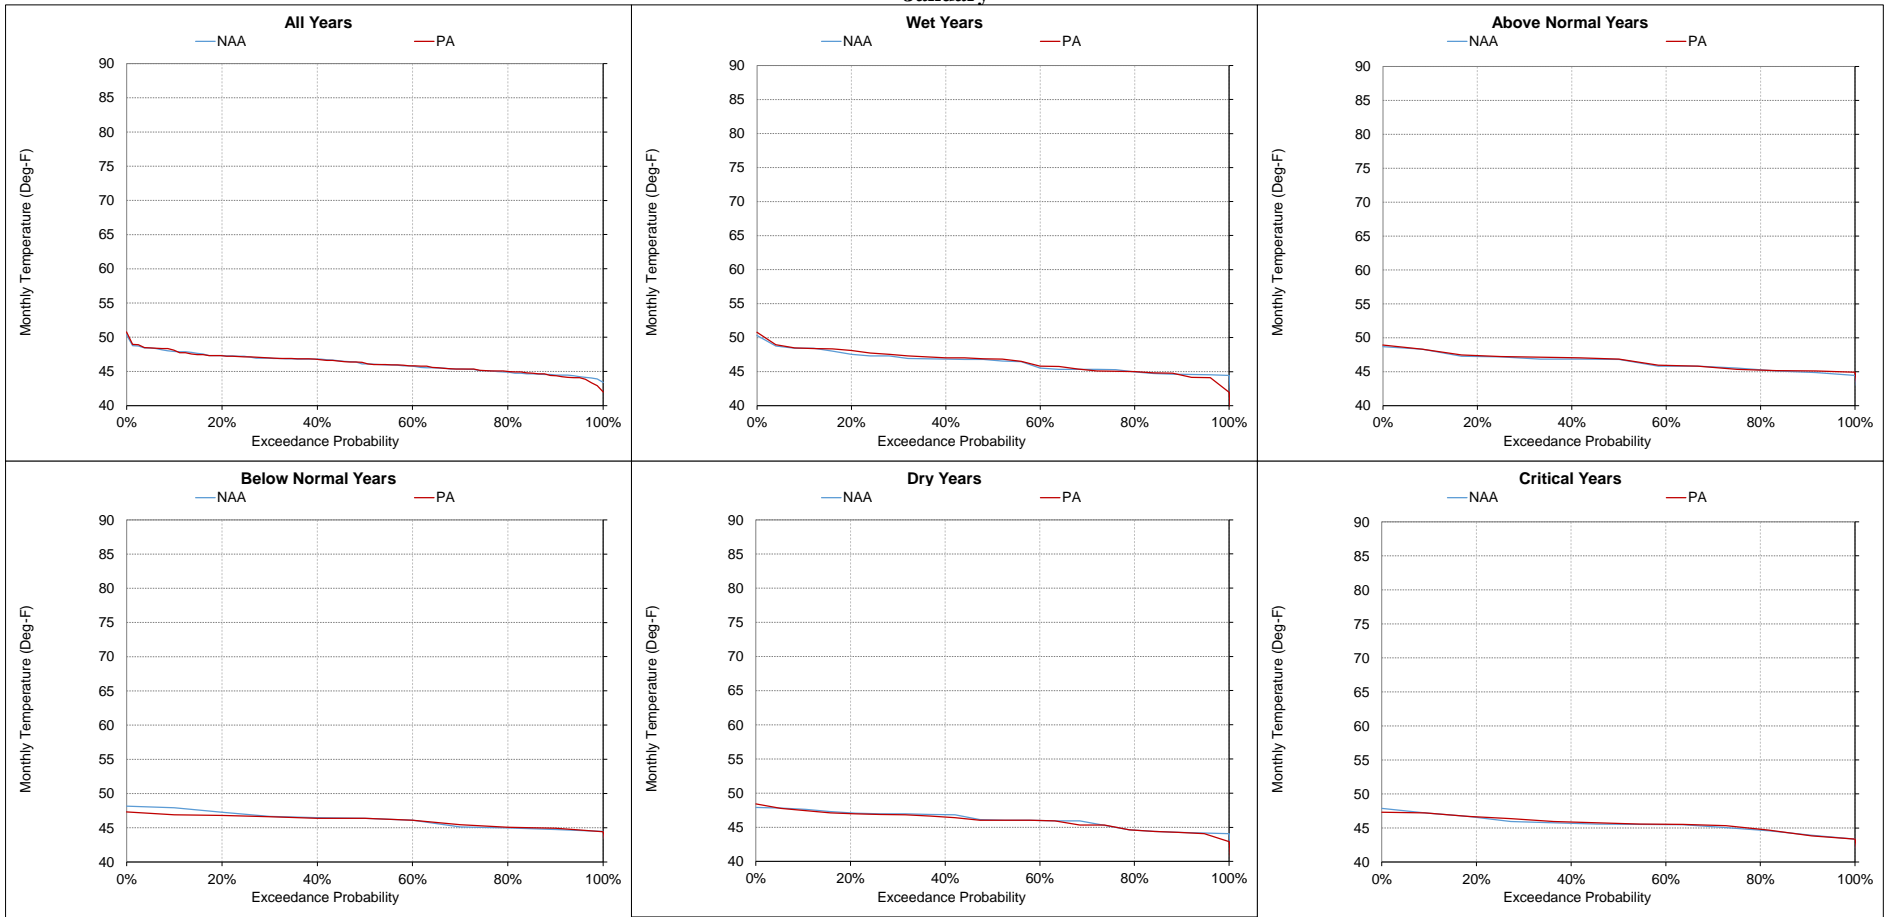 All Years
NAA PA
90
85
80
75
70
65
60
55
50
45
40
0% 20% 40% 60% 80% 100%
Monthly Temperature (Deg-F)
Exceedance Probability
Wet Years
NAA PA
90
85
80
75
70
65
60
55
50
45
40
0% 20% 40% 60% 80% 100%
Monthly Temperature (Deg-F)
Exceedance Probability
Above Normal Years
NAA PA
90
85
80
75
70
65
60
55
50
45
40
0% 20% 40% 60% 80% 100%
Monthly Temperature (Deg-F)
Exceedance Probability
Below Normal Years
NAA PA
90
85
80
75
70
65
60
55
50
45
40
0% 20% 40% 60% 80% 100%
Monthly Temperature (Deg-F)
Exceedance Probability
Dry Years
NAA PA
90
85
80
75
70
65
60
55
50
45
40
0% 20% 40% 60% 80% 100%
Monthly Temperature (Deg-F)
Exceedance Probability
Critical Years
NAA PA
90
85
80
75
70
65
60
55
50
45
40
0% 20% 40% 60% 80% 100%
Monthly Temperature (Deg-F)
Exceedance Probability